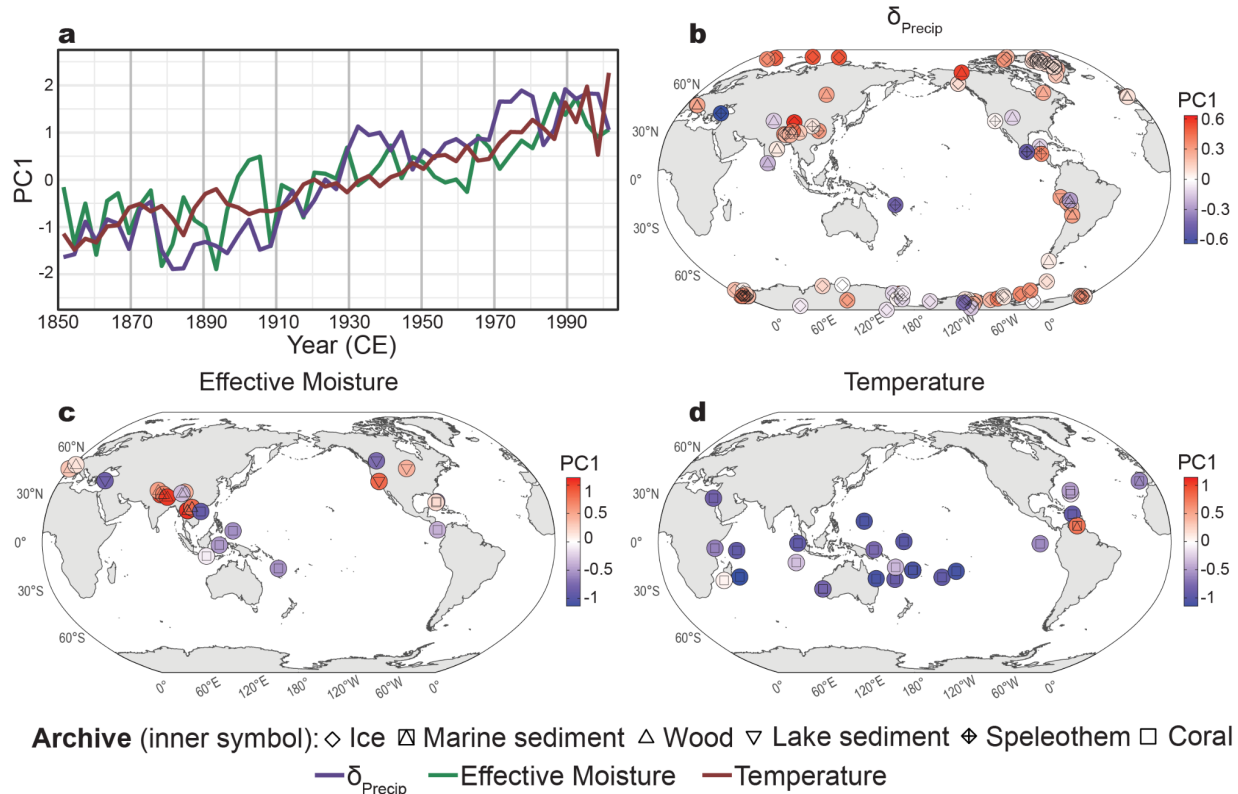 a
PC1
2
1
0
-1
-2
1850 1870 1890 1910 1930 1950 1970 1990
Year (CE)
δPrecip
b
60°N
30°N
0°
30°S
60°S
0° 60°E 120°E 180° 120°W 60°W 0°
PC1
0.6
0.3
0
-0.3
-0.6
Effective Moisture
c
60°N
30°N
0°
30°S
60°S
0° 60°E 120°E 180° 120°W 60°W 0°
PC1
1
0.5
0
-0.5
-1
Temperature
d
60°N
30°N
0°
30°S
60°S
0° 60°E 120°E 180° 120°W 60°W 0°
PC1
1
0.5
0
-0.5
-1
Archive (inner symbol): Ice Marine sediment Wood Lake sediment Speleothem Coral
δPrecip Effective Moisture Temperature